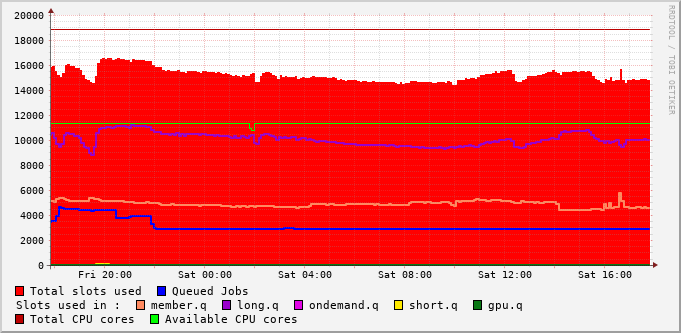 20000
18000
16000
14000
12000
10000
8000
6000
4000
2000
0
Fri 20:00 Sat 00:00 Sat 04:00 Sat 08:00 Sat 12:00 Sat 16:00
RRDTOOL / TOBI OETIKER
Total slots used Queued Jobs
Slots used in : member.q long.q ondemand.q short.q gpu.q
Total CPU cores Available CPU cores